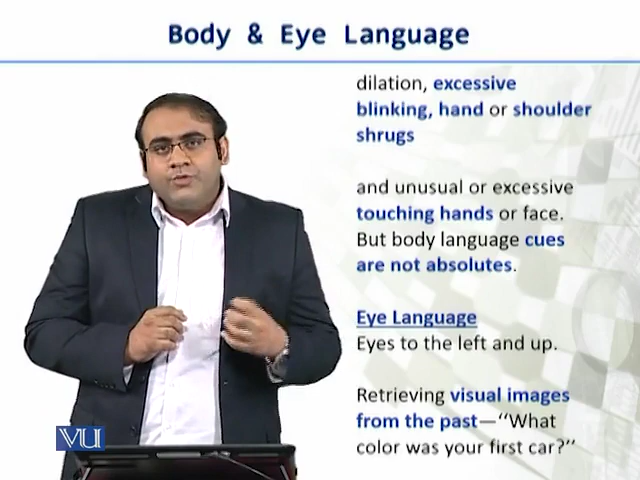 Body & Eye Language
dilation, excessive
blinking, hand or shoulder
shrugs
and unusual or excessive
touching hands or face.
But body language cues
are not absolutes.
Eye Language
Eyes to the left and up.
Retrieving visual images
from the past—“What
color was your first car?”
VU